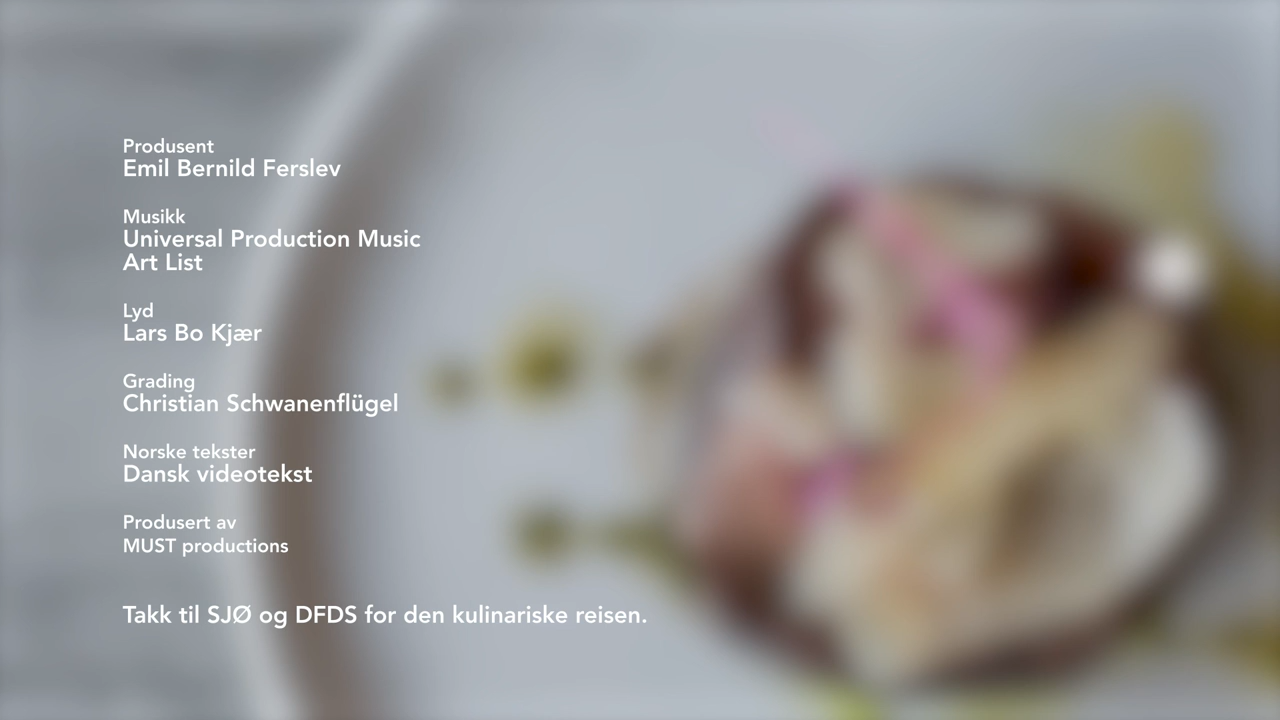 Produsent
Emil Bernild Ferslev
Musikk
Universal Production Music
Art List
Lyd
Lars Bo Kjær
Grading
Christian Schwanenflügel
Norske tekster
Dansk videotekst
Produsert av
MUST productions
Takk til SJØ og DFDS for den kulinariske reisen.